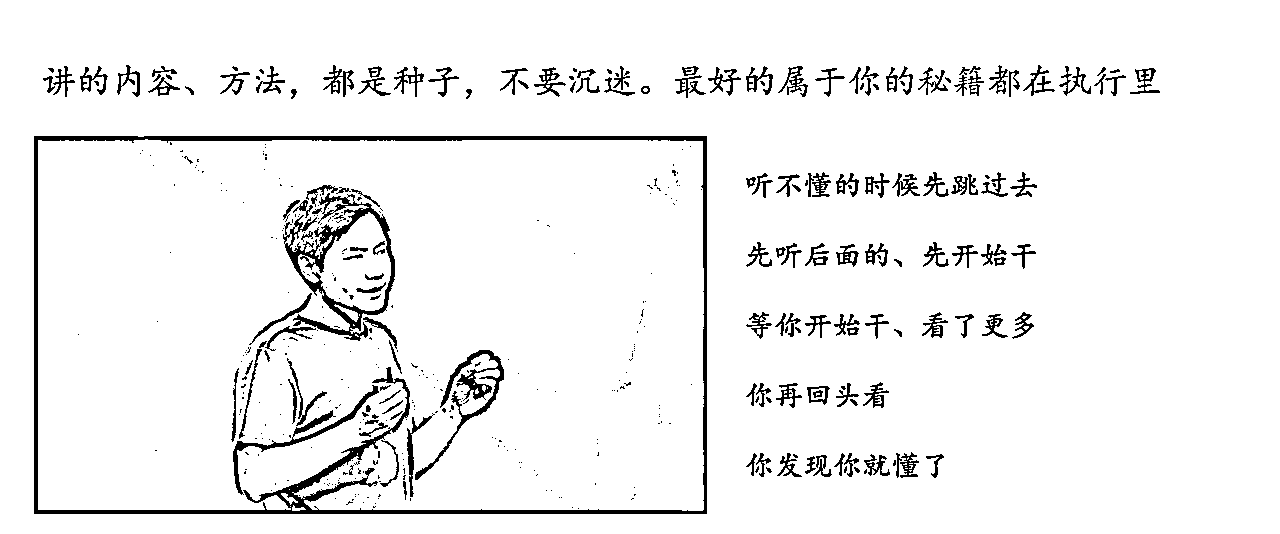 讲的内容、方法，都是种子，不要沉迷。最好的属于你的秘籍都在执行里
听不懂的时候先跳过去
先听后面的、先开始干
等你开始干、看了更多
你再回头看
你发现你就懂了